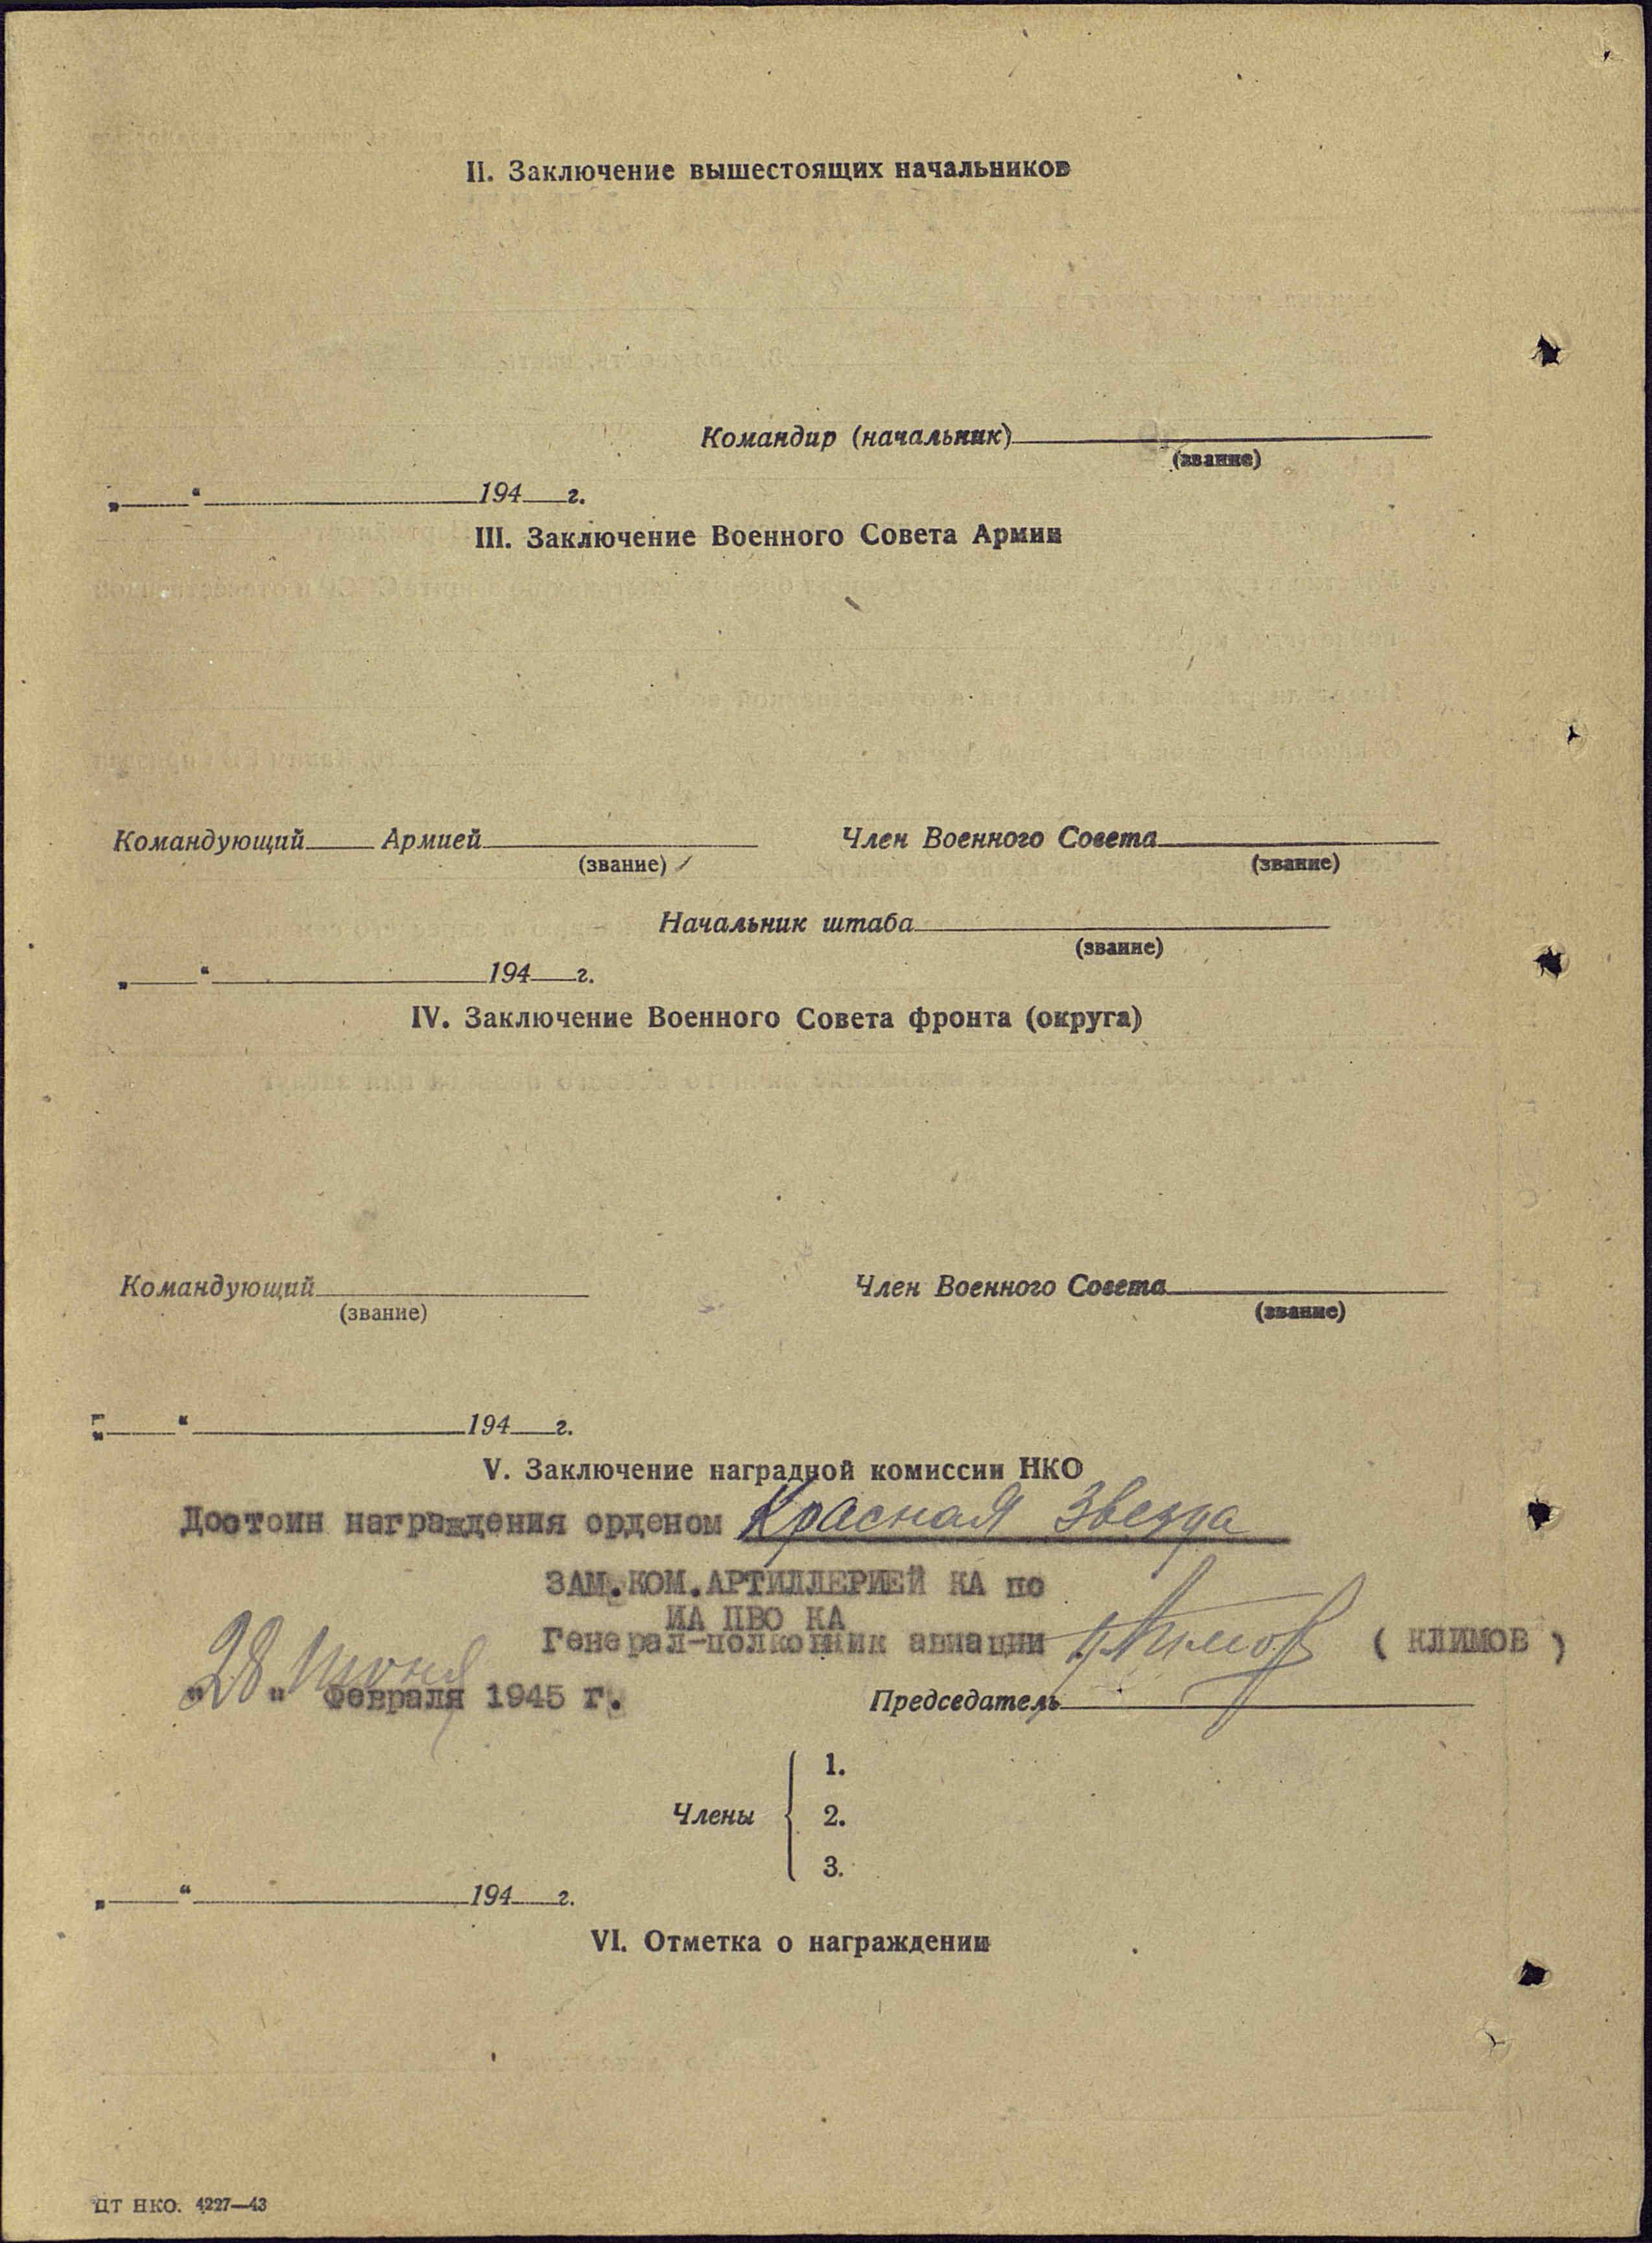 II. Заключение вышестоящих начальников
Командир (начальник)
(звание)
„ “ 194 г.
III. Заключение Военного Совета Армии
Командующий Армией Член Военного Совета
(звание) (звание)
Начальник штаба
(звание)
„ “ 194 г.
IV. Заключение Военного Совета фронта (округа)
Командующий Член Военного Совета
(звание) (звание)
„ “ 194 г.
V. Заключение наградной комиссии НКО
Достоин награждения орденом Красная Звезда
ЗАМ.КОМ.АРТИЛЛЕРИЕЙ КА по
ИА ПВО КА
Генерал-полковник авиации Климов ( КЛИМОВ )
28 Июня
" " Февраля 1945 г. Председатель
1.
Члены 2.
3.
„ “ 194 г.
VI. Отметка о награждении
ЦТ НКО. 4227—43